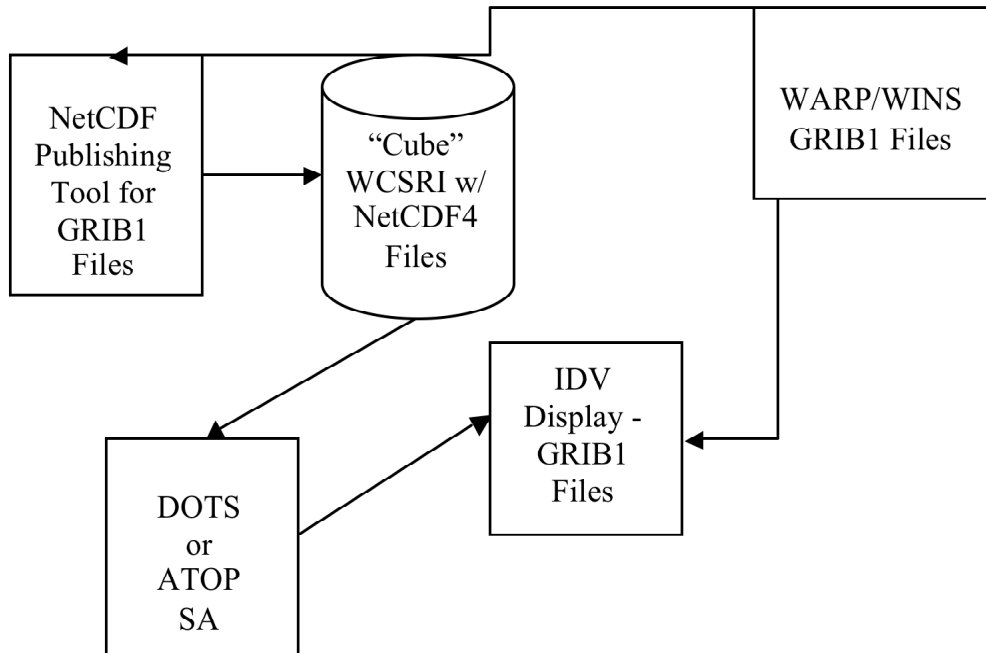 NetCDF
Publishing
Tool for
GRIB1
Files
“Cube”
WCSRI w/
NetCDF4
Files
WARP/WINS
GRIB1 Files
IDV
Display -
GRIB1
Files
DOTS
or
ATOP
SA